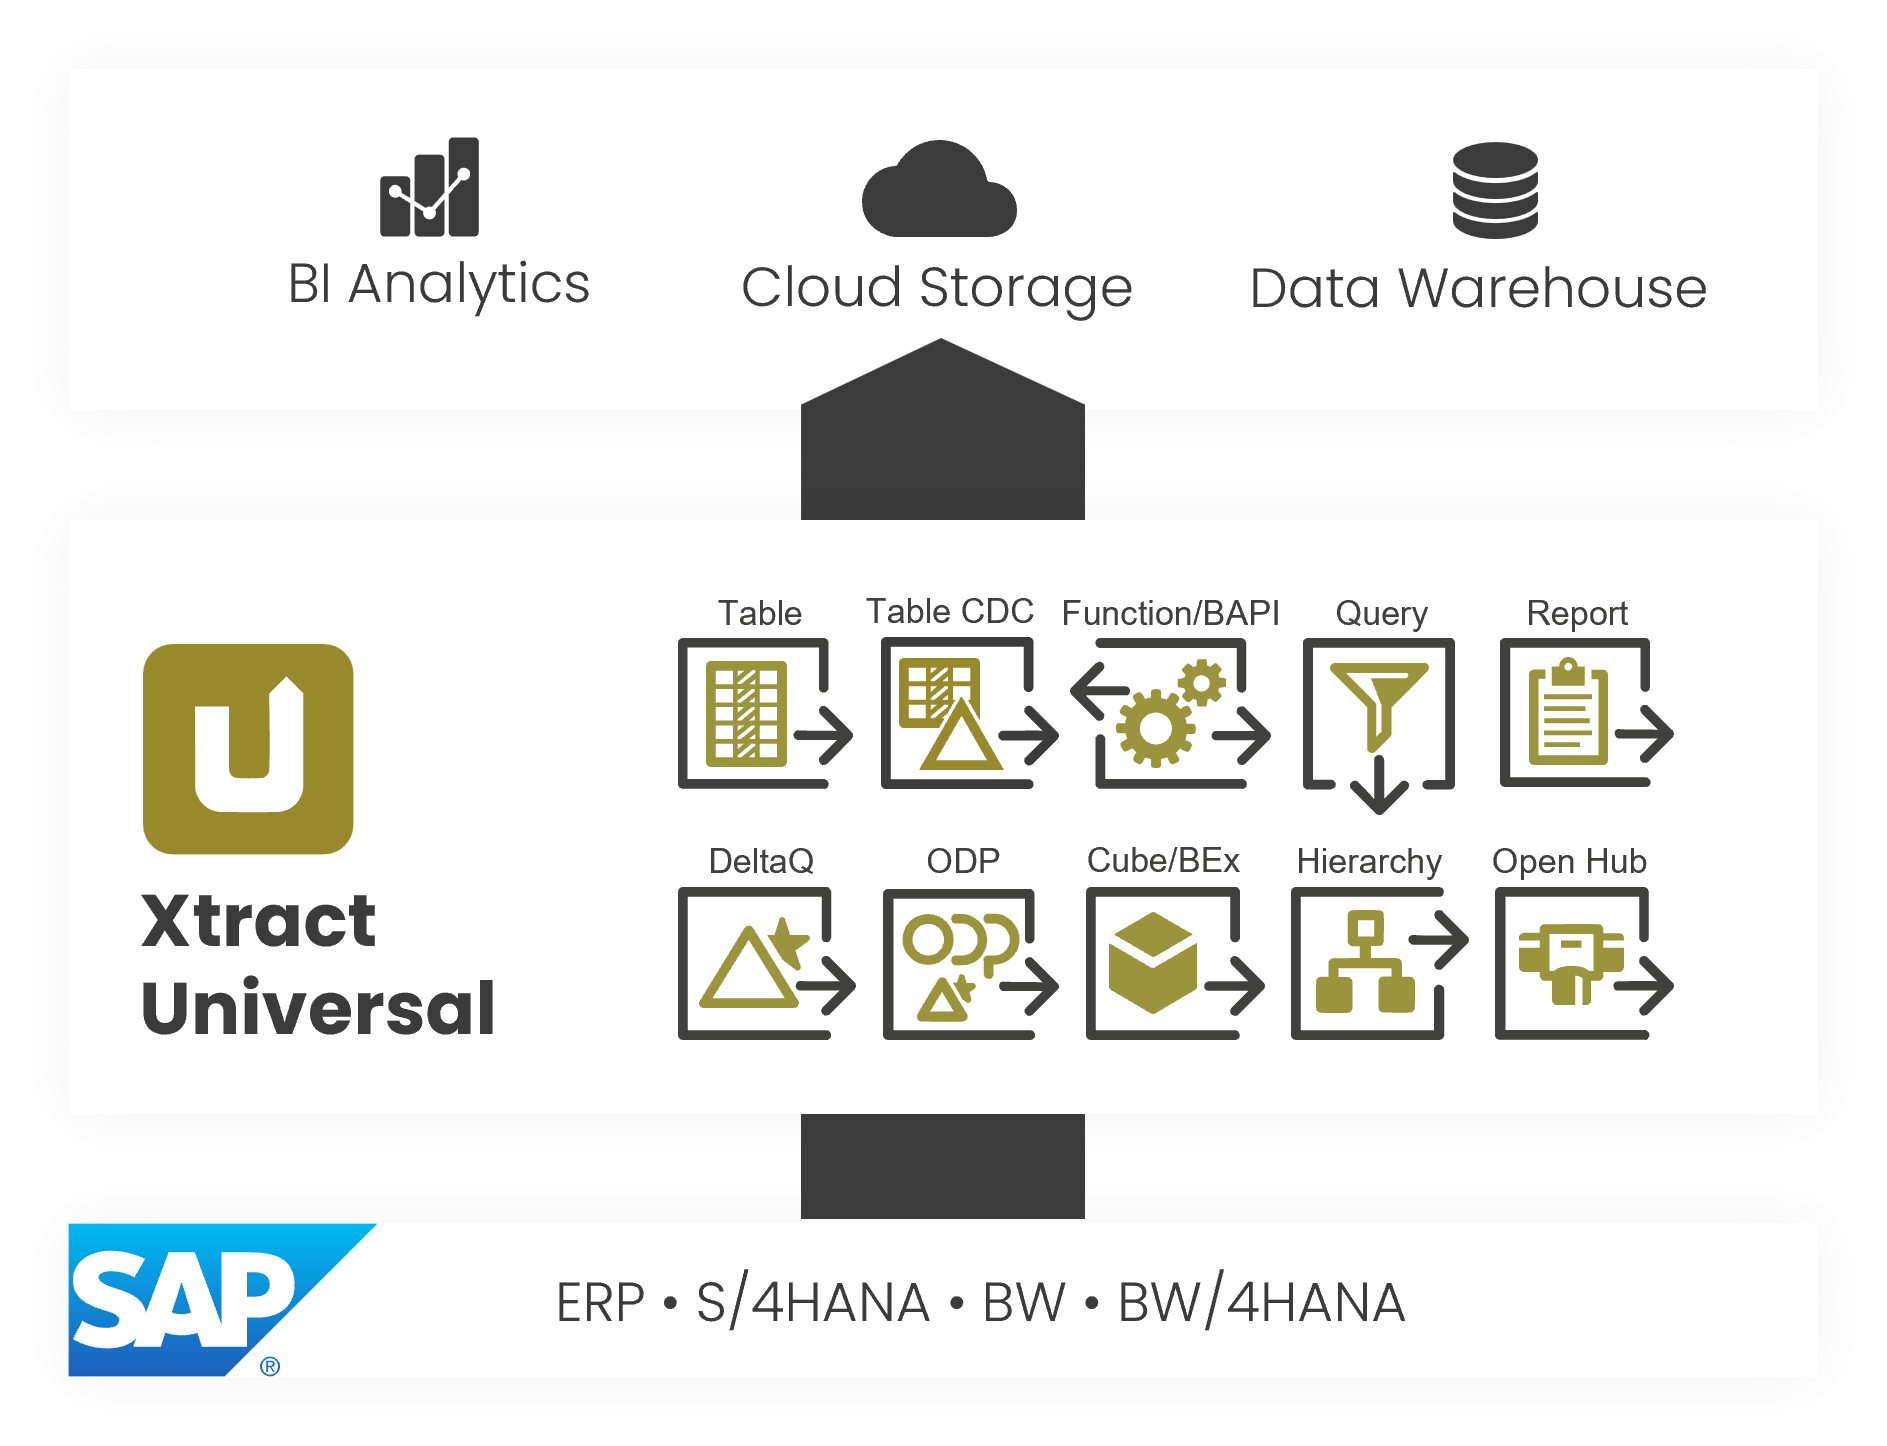 BI Analytics
Cloud Storage
Data Warehouse
Table
Table CDC
Function/BAPI
Query
Report
DeltaQ
ODP
Cube/BEx
Hierarchy
Open Hub
ODP
Xtract
Universal
SAP
®
ERP • S/4HANA • BW • BW/4HANA